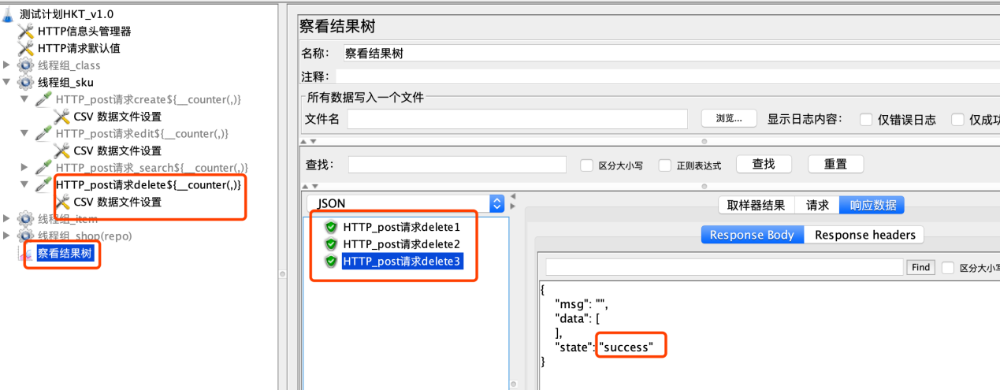 测试计划HKT_v1.0
HTTP信息头管理器
HTTP请求默认值
线程组_class
线程组_sku
HTTP_post请求create${__counter(,)}
CSV 数据文件设置
HTTP_post请求edit${__counter(,)}
CSV 数据文件设置
HTTP_post请求_search${__counter(,)}
HTTP_post请求delete${__counter(,)}
CSV 数据文件设置
线程组_item
线程组_shop(repo)
察看结果树
察看结果树
名称： 察看结果树
注释：
所有数据写入一个文件
文件名 浏览... 显示日志内容： 仅错误日志 仅成功
查找： 区分大小写 正则表达式 查找 重置
JSON
HTTP_post请求delete1
HTTP_post请求delete2
HTTP_post请求delete3
取样器结果 请求 响应数据
Response Body Response headers
Find 区分大小写
{
"msg": "",
"data": [
],
"state": "success"
}